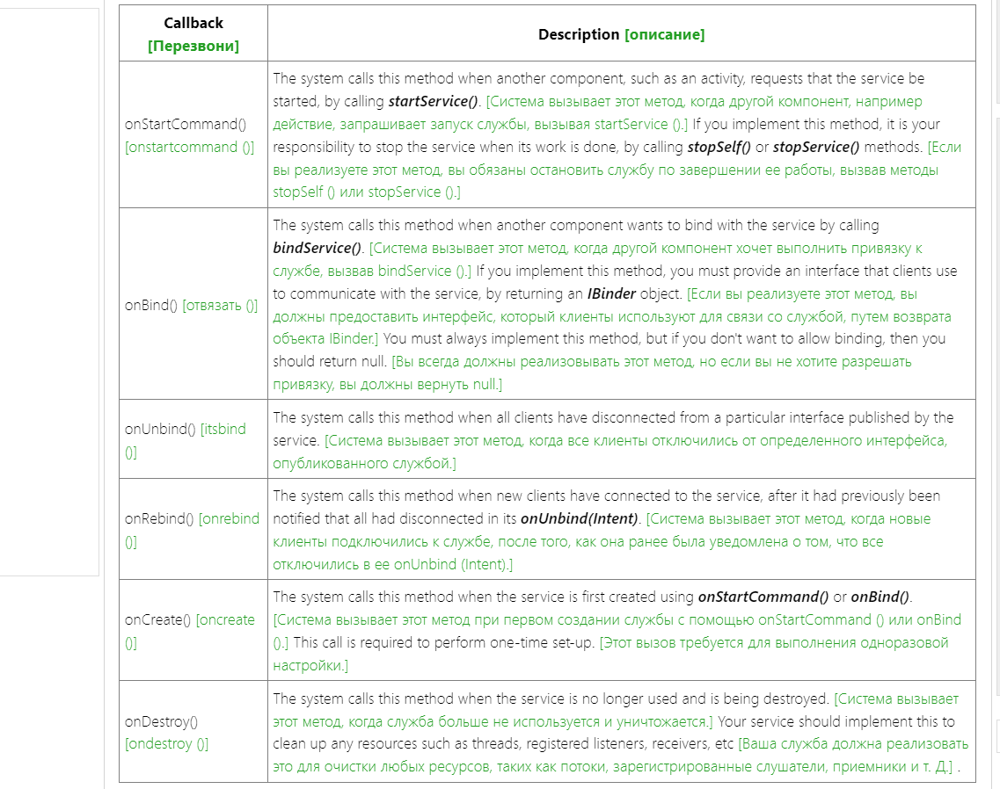 Callback
[Перезвони]
Description [описание]
onStartCommand()
[onstartcommand ()]
The system calls this method when another component, such as an activity, requests that the service be
started, by calling startService(). [Система вызывает этот метод, когда другой компонент, например
действие, запрашивает запуск службы, вызывая startService ().] If you implement this method, it is your
responsibility to stop the service when its work is done, by calling stopSelf() or stopService() methods. [Если
вы реализуете этот метод, вы обязаны остановить службу по завершении ее работы, вызвав методы
stopSelf () или stopService ().]
onBind() [отвязать ()]
The system calls this method when another component wants to bind with the service by calling
bindService(). [Система вызывает этот метод, когда другой компонент хочет выполнить привязку к
службе, вызвав bindService ().] If you implement this method, you must provide an interface that clients use
to communicate with the service, by returning an IBinder object. [Если вы реализуете этот метод, вы
должны предоставить интерфейс, который клиенты используют для связи со службой, путем возврата
объекта IBinder.] You must always implement this method, but if you don't want to allow binding, then you
should return null. [Вы всегда должны реализовывать этот метод, но если вы не хотите разрешать
привязку, вы должны вернуть null.]
onUnbind() [itsbind
()]
The system calls this method when all clients have disconnected from a particular interface published by the
service. [Система вызывает этот метод, когда все клиенты отключились от определенного интерфейса,
опубликованного службой.]
onRebind() [onrebind
()]
The system calls this method when new clients have connected to the service, after it had previously been
notified that all had disconnected in its onUnbind(Intent). [Система вызывает этот метод, когда новые
клиенты подключились к службе, после того, как она ранее была уведомлена о том, что все
отключились в ее onUnbind (Intent).]
onCreate() [oncreate
()]
The system calls this method when the service is first created using onStartCommand() or onBind().
[Система вызывает этот метод при первом создании службы с помощью onStartCommand () или onBind
().] This call is required to perform one-time set-up. [Этот вызов требуется для выполнения одноразовой
настройки.]
onDestroy()
[ondestroy ()]
The system calls this method when the service is no longer used and is being destroyed. [Система вызывает
этот метод, когда служба больше не используется и уничтожается.] Your service should implement this to
clean up any resources such as threads, registered listeners, receivers, etc [Ваша служба должна реализовать
это для очистки любых ресурсов, таких как потоки, зарегистрированные слушатели, приемники и т. Д.] .